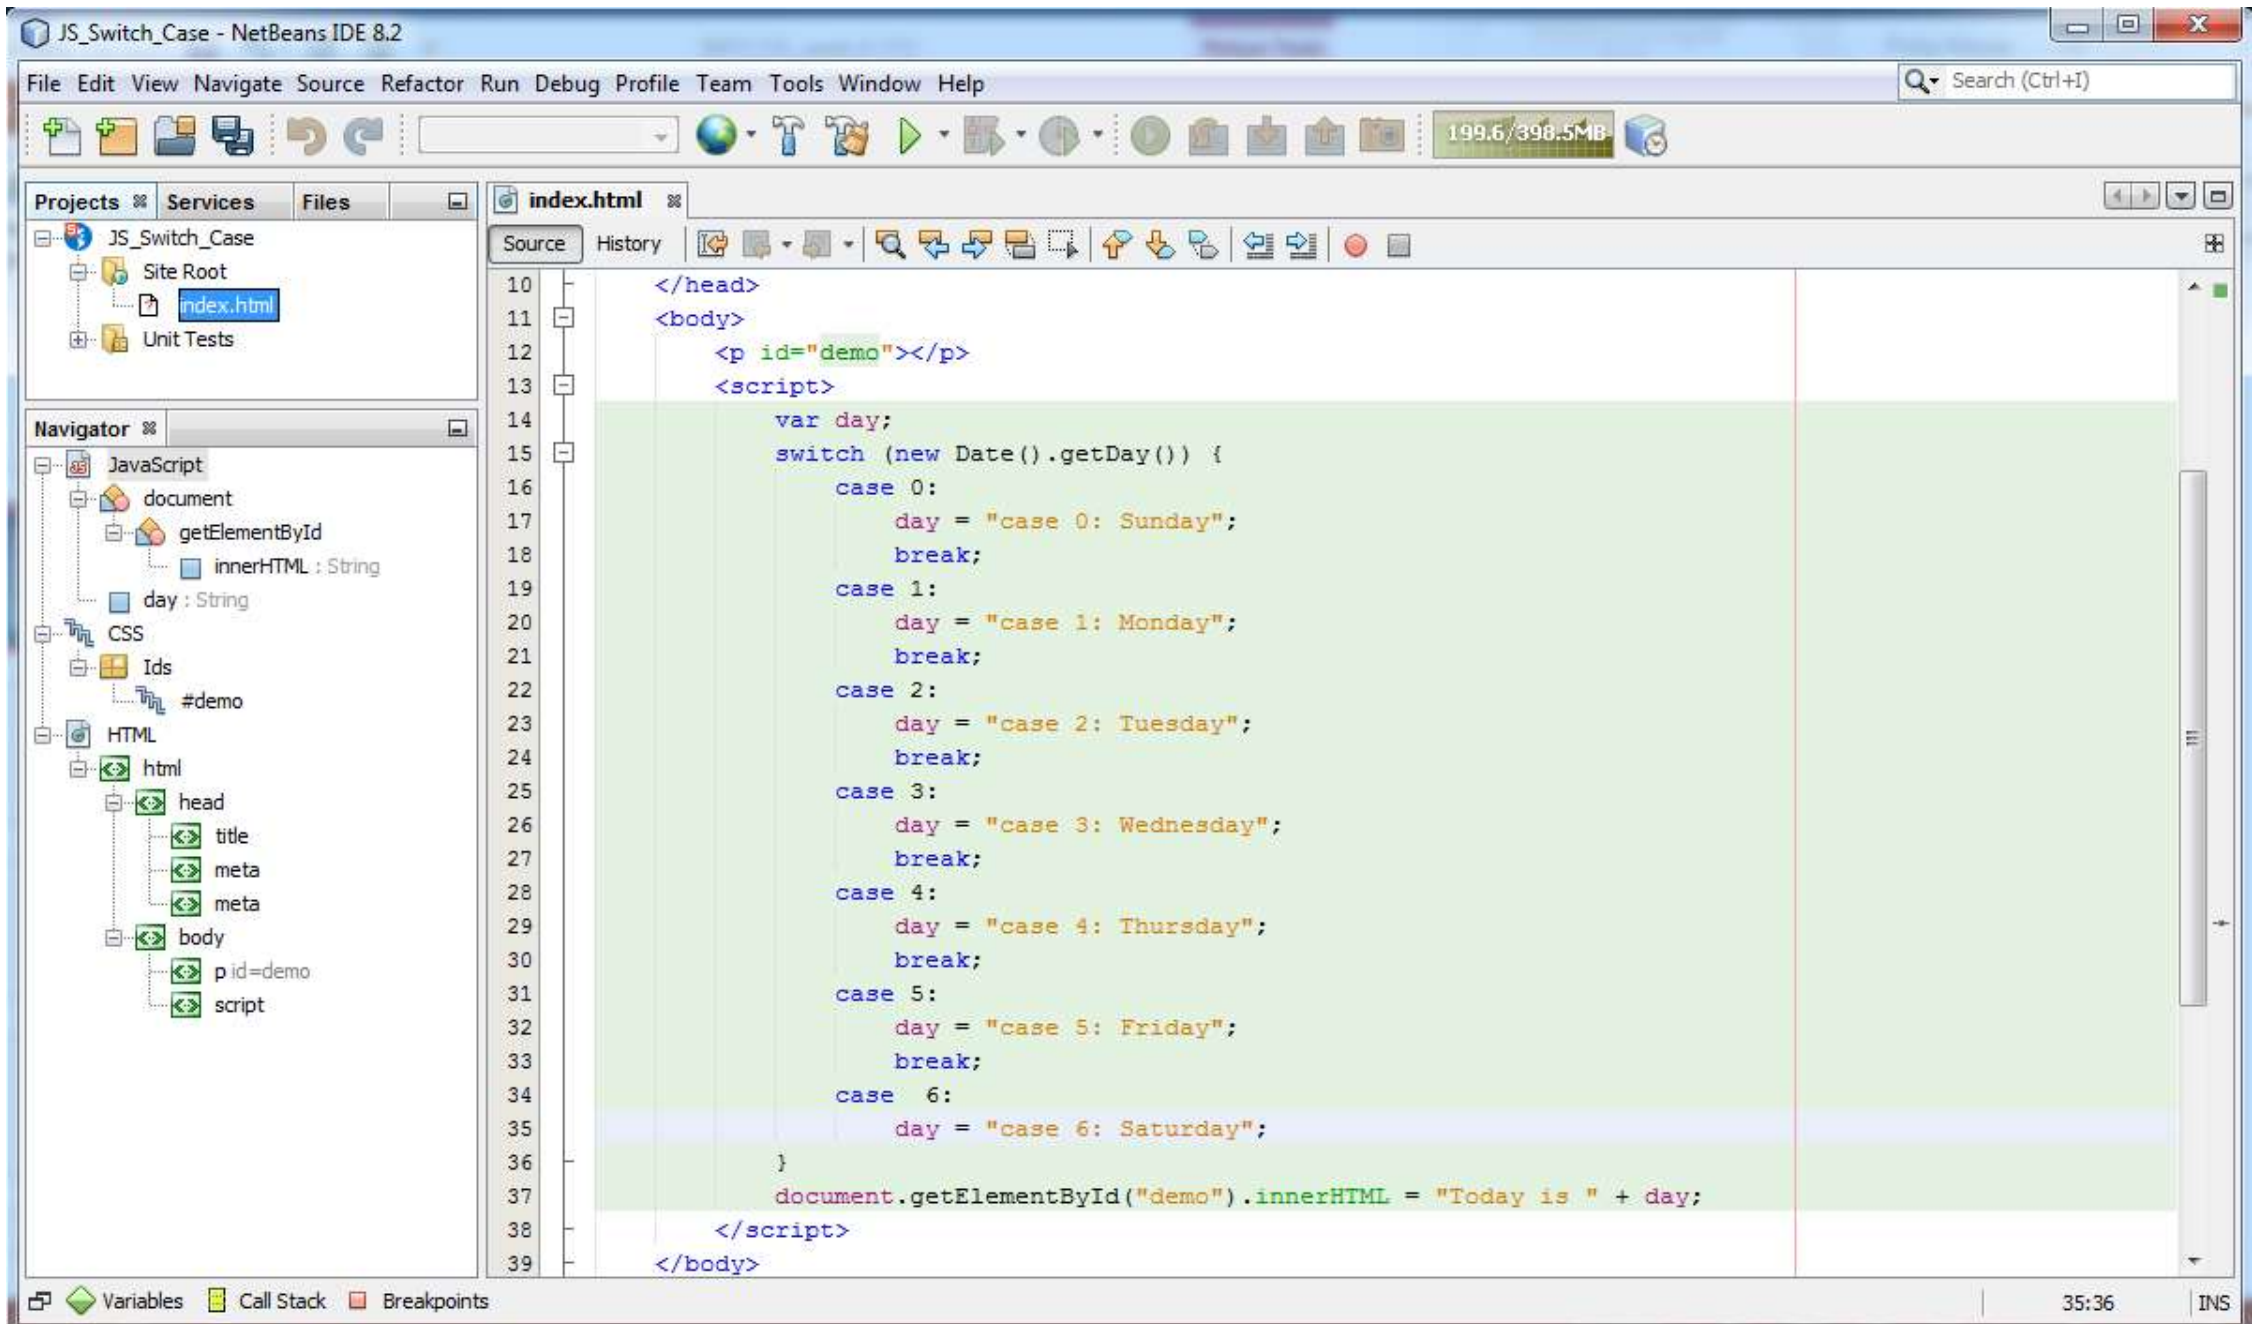 JS_Switch_Case - NetBeans IDE 8.2
File Edit View Navigate Source Refactor Run Debug Profile Team Tools Window Help
Search (Ctrl+I)
199.6/398.5MB
Projects Services Files
JS_Switch_Case
Site Root
index.html
Unit Tests
Navigator
JavaScript
document
getElementById
innerHTML : String
day : String
CSS
Ids
#demo
HTML
html
head
title
meta
meta
body
p id=demo
script
index.html
Source History
10 </head>
11 <body>
12 <p id="demo"></p>
13 <script>
14 var day;
15 switch (new Date().getDay()) {
16 case 0:
17 day = "case 0: Sunday";
18 break;
19 case 1:
20 day = "case 1: Monday";
21 break;
22 case 2:
23 day = "case 2: Tuesday";
24 break;
25 case 3:
26 day = "case 3: Wednesday";
27 break;
28 case 4:
29 day = "case 4: Thursday";
30 break;
31 case 5:
32 day = "case 5: Friday";
33 break;
34 case  6:
35 day = "case 6: Saturday";
36 }
37 document.getElementById("demo").innerHTML = "Today is " + day;
38 </script>
39 </body>
Variables Call Stack Breakpoints
35:36 INS